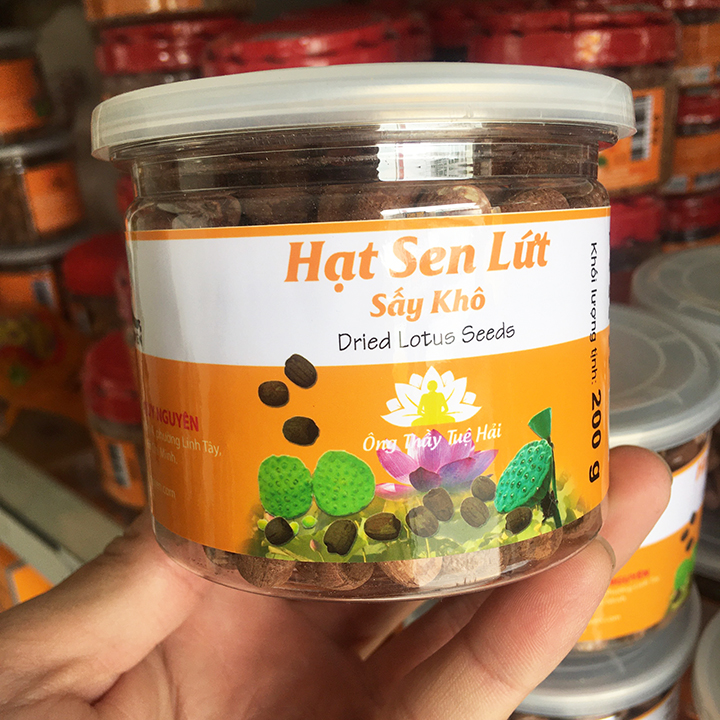 Hạt Sen Lứt
Sấy Khô
Dried Lotus Seeds
Khối lượng tịnh: 200 g
Ông Thầy Tuệ Hải
NGUYÊN
phường Linh Tây,
Minh.